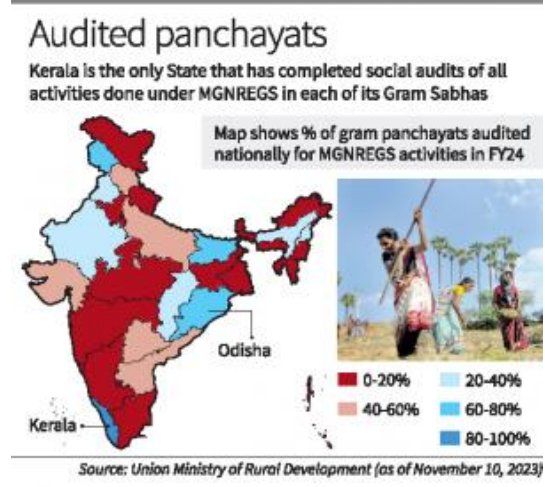 Audited panchayats
Kerala is the only State that has completed social audits of all
activities done under MGNREGS in each of its Gram Sabhas
Map shows % of gram panchayats audited
nationally for MGNREGS activities in FY24
Odisha
Kerala
0-20%
20-40%
40-60%
60-80%
80-100%
Source: Union Ministry of Rural Development (as of November 10, 2023)